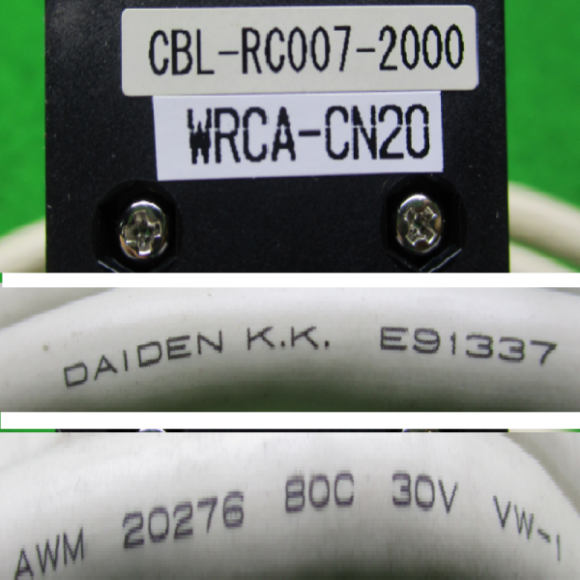 CBL-RC007-2000
WRCA-CN20
DAIDEN K.K. E91337
AWM 20276 80C 30V VW-1